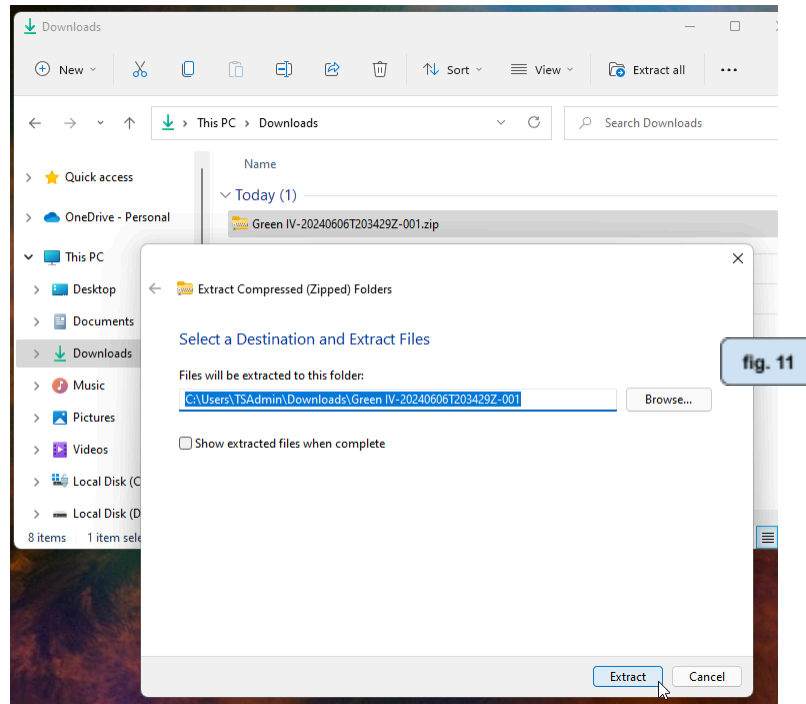 Downloads
New
Sort
View
Extract all
This PC > Downloads
Search Downloads
Quick access
OneDrive - Personal
This PC
Desktop
Documents
Downloads
Music
Pictures
Videos
Local Disk (C
Local Disk (D
8 items 1 item sele
Name
Today (1)
Green IV-20240606T203429Z-001.zip
Extract Compressed (Zipped) Folders
Select a Destination and Extract Files
Files will be extracted to this folder:
C:\Users\TSAdmin\Downloads\Green IV-20240606T203429Z-001
Browse...
Show extracted files when complete
Extract
Cancel
fig. 11